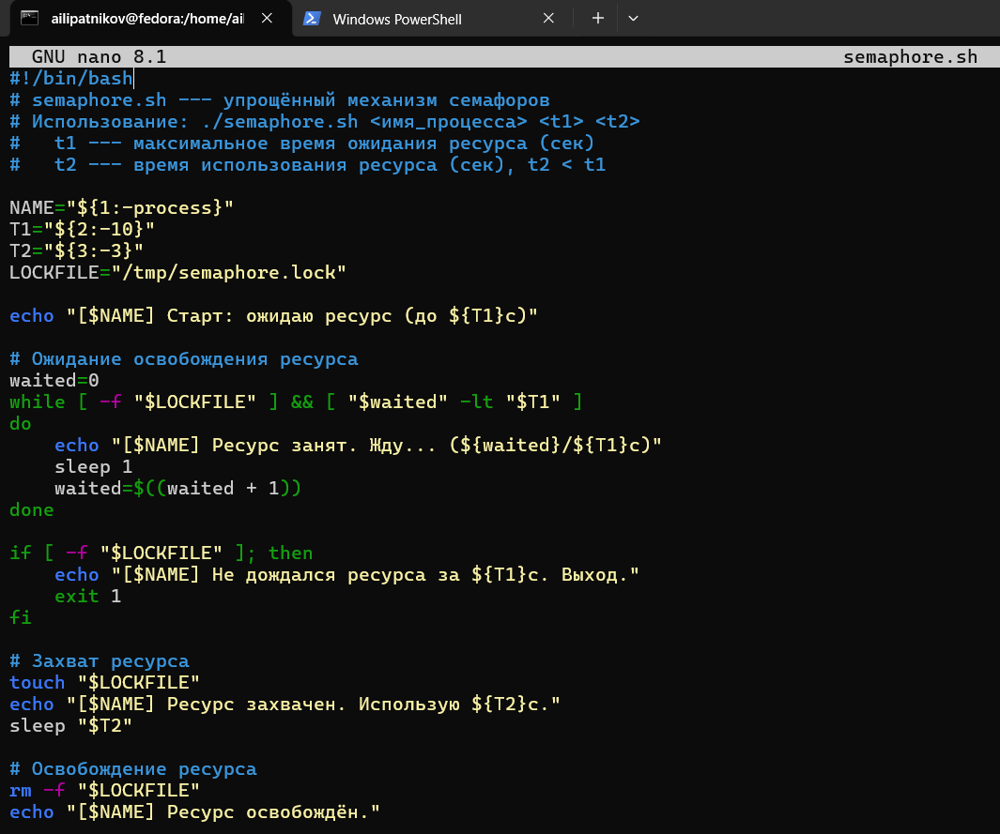 ailipatnikov@fedora:/home/ail
Windows PowerShell
GNU nano 8.1 semaphore.sh
#!/bin/bash
# semaphore.sh --- упрощённый механизм семафоров
# Использование: ./semaphore.sh <имя_процесса> <t1> <t2>
#   t1 --- максимальное время ожидания ресурса (сек)
#   t2 --- время использования ресурса (сек), t2 < t1
NAME="${1:-process}"
T1="${2:-10}"
T2="${3:-3}"
LOCKFILE="/tmp/semaphore.lock"
echo "[$NAME] Старт: ожидаю ресурс (до ${T1}с)"
# Ожидание освобождения ресурса
waited=0
while [ -f "$LOCKFILE" ] && [ "$waited" -lt "$T1" ]
do
    echo "[$NAME] Ресурс занят. Жду... (${waited}/${T1}с)"
    sleep 1
    waited=$((waited + 1))
done
if [ -f "$LOCKFILE" ]; then
    echo "[$NAME] Не дождался ресурса за ${T1}с. Выход."
    exit 1
fi
# Захват ресурса
touch "$LOCKFILE"
echo "[$NAME] Ресурс захвачен. Использую ${T2}с."
sleep "$T2"
# Освобождение ресурса
rm -f "$LOCKFILE"
echo "[$NAME] Ресурс освобождён."